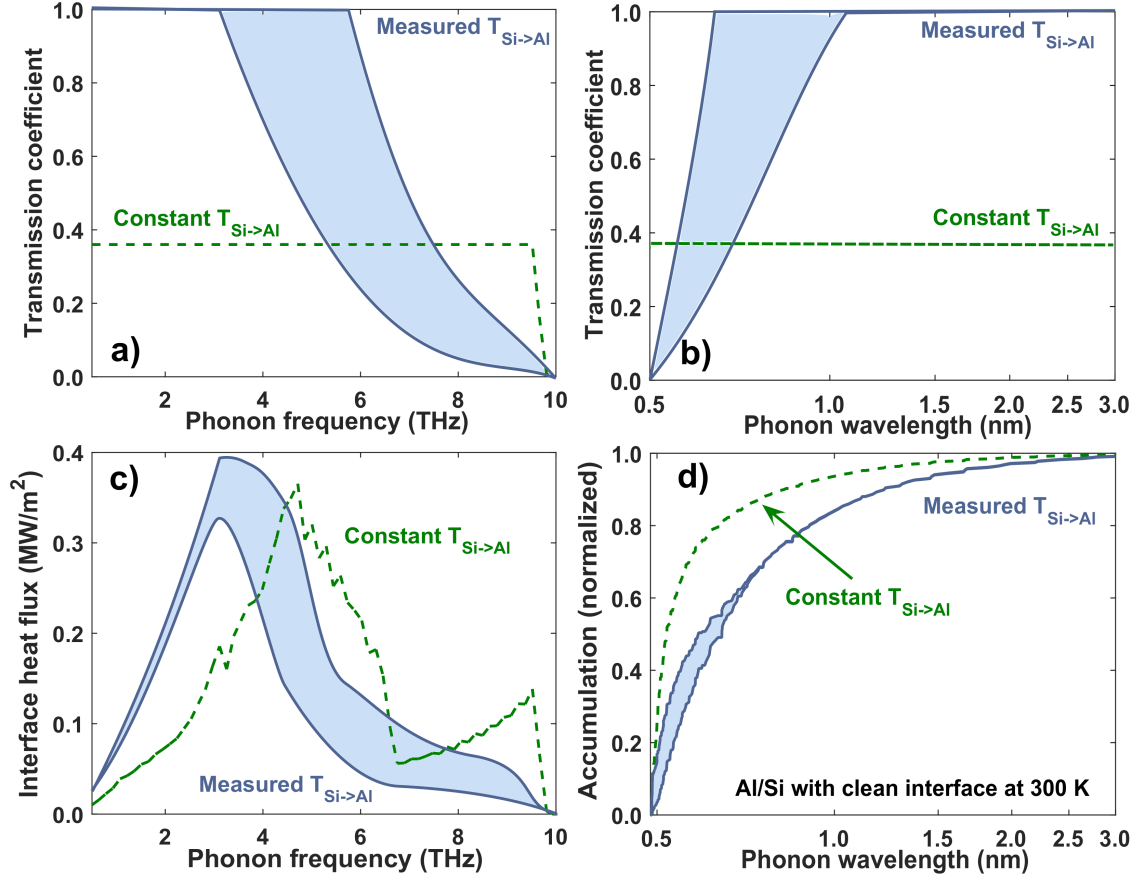 1.0
0.8
0.6
0.4
0.2
0.0
Transmission coefficient
Measured T_Si->Al
Constant T_Si->Al
a)
2
4
6
8
10
Phonon frequency (THz)
1.0
0.8
0.6
0.4
0.2
0.0
Transmission coefficient
Measured T_Si->Al
Constant T_Si->Al
b)
0.5
1.0
1.5
2.0
3.0
Phonon wavelength (nm)
0.4
0.3
0.2
0.1
0.0
Interface heat flux (MW/m²)
c)
Constant T_Si->Al
Measured T_Si->Al
2
4
6
8
10
Phonon frequency (THz)
1.0
0.8
0.6
0.4
0.2
0.0
Accumulation (normalized)
d)
Measured T_Si->Al
Constant T_Si->Al
Al/Si with clean interface at 300 K
0.5
1.0
1.5
2.0
3.0
Phonon wavelength (nm)